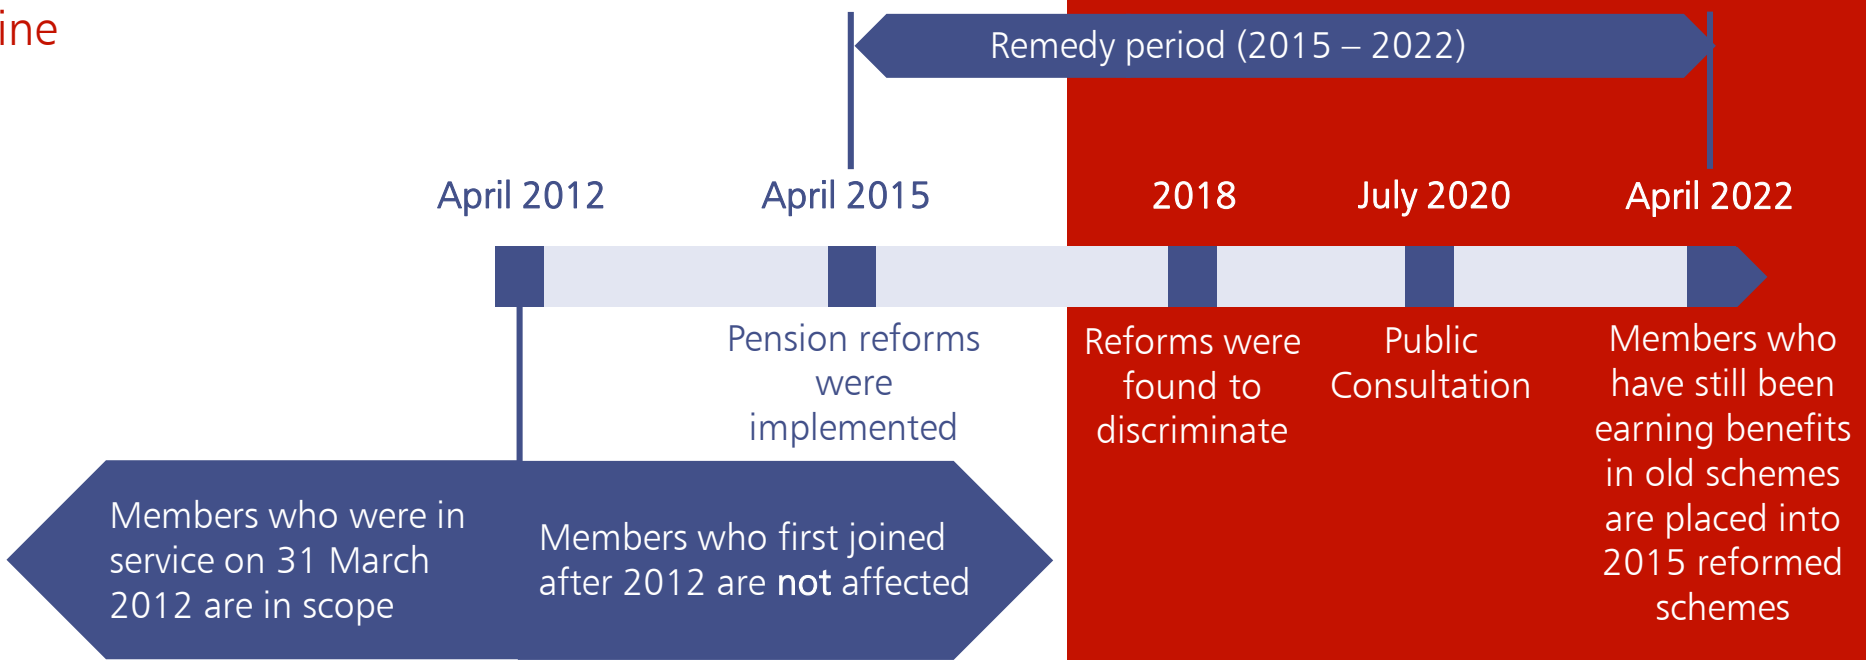 ine
Remedy period (2015 – 2022)
April 2012
April 2015
2018
July 2020
April 2022
Pension reforms
were
implemented
Reforms were
found to
discriminate
Public
Consultation
Members who
have still been
earning benefits
in old schemes
are placed into
2015 reformed
schemes
Members who were in
service on 31 March
2012 are in scope
Members who first joined
after 2012 are not affected